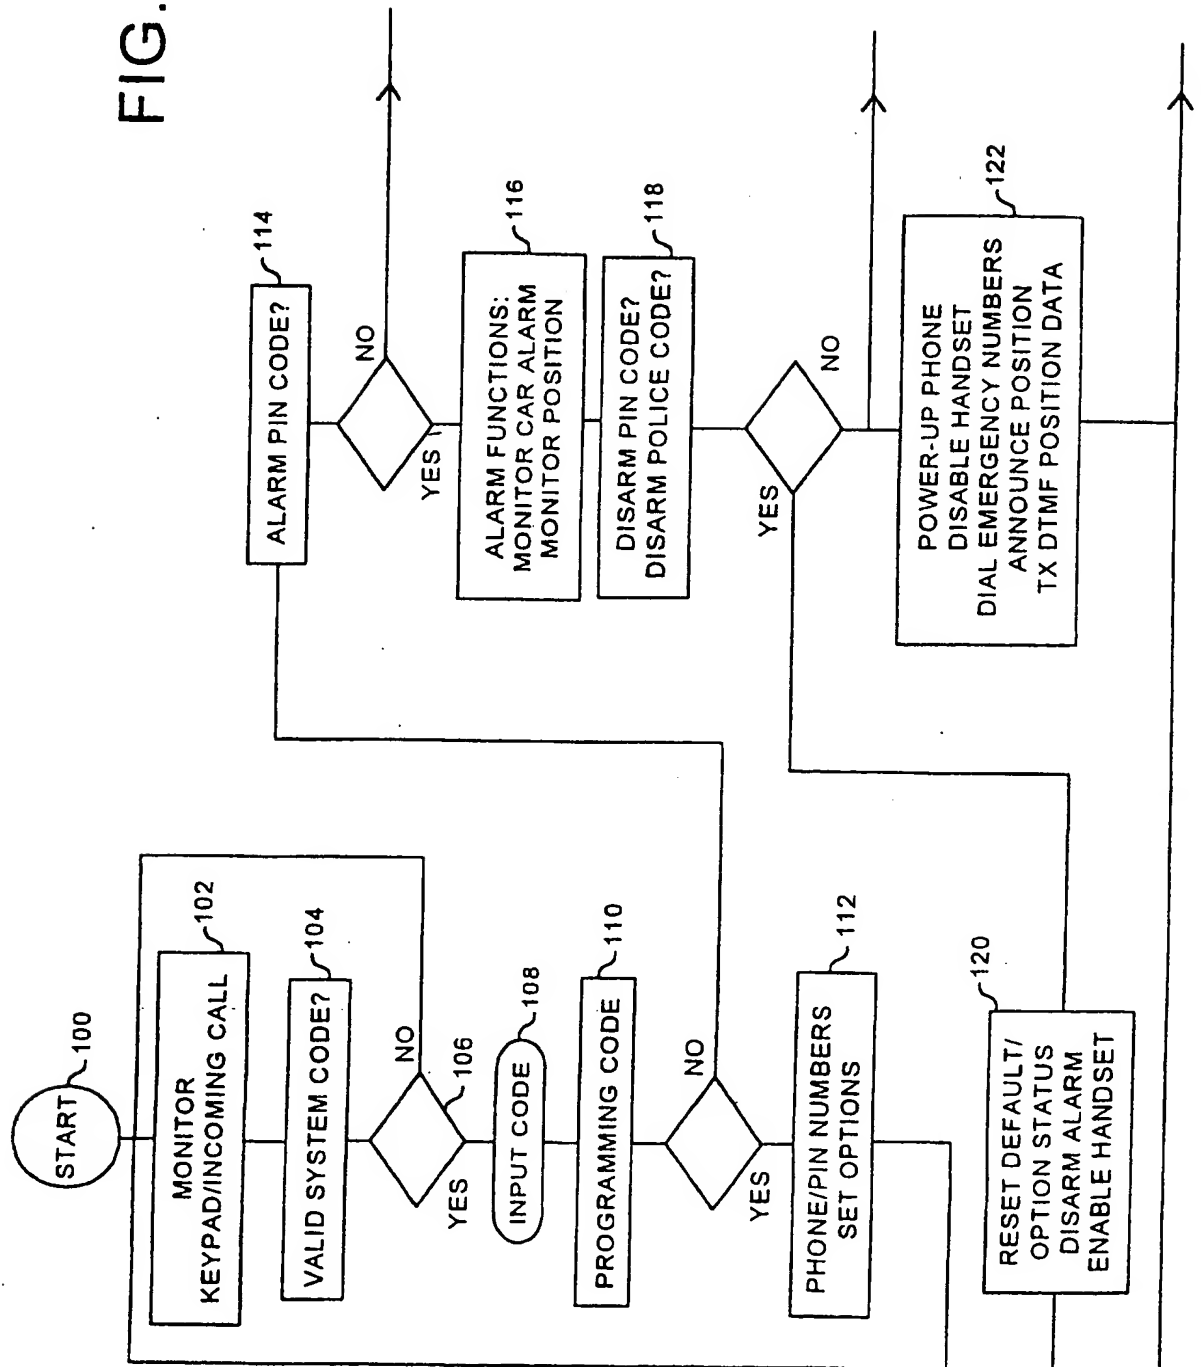 FIG.
START
100
MONITOR
KEYPAD/INCOMING CALL
102
VALID SYSTEM CODE?
104
NO
106
YES
INPUT CODE
108
PROGRAMMING CODE
110
NO
YES
PHONE/PIN NUMBERS
SET OPTIONS
112
ALARM PIN CODE?
114
NO
YES
ALARM FUNCTIONS:
MONITOR CAR ALARM
MONITOR POSITION
116
DISARM PIN CODE?
DISARM POLICE CODE?
118
YES
NO
RESET DEFAULT/
OPTION STATUS
DISARM ALARM
ENABLE HANDSET
120
POWER-UP PHONE
DISABLE HANDSET
DIAL EMERGENCY NUMBERS
ANNOUNCE POSITION
TX DTMF POSITION DATA
122